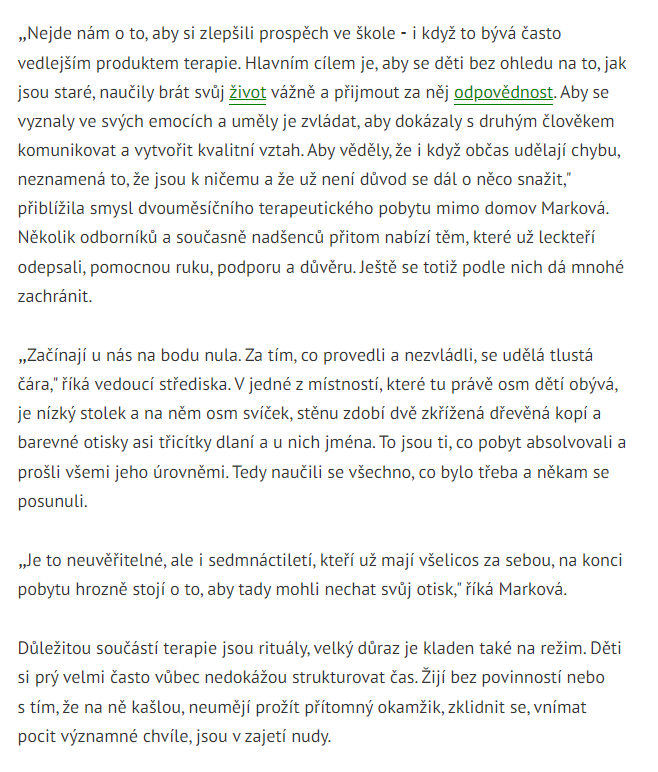 „Nejde nám o to, aby si zlepšili prospěch ve škole - i když to bývá často
vedlejším produktem terapie. Hlavním cílem je, aby se děti bez ohledu na to, jak
jsou staré, naučily brát svůj život vážně a přijmout za něj odpovědnost. Aby se
vyznaly ve svých emocích a uměly je zvládat, aby dokázaly s druhým člověkem
komunikovat a vytvořit kvalitní vztah. Aby věděly, že i když občas udělají chybu,
neznamená to, že jsou k ničemu a že už není důvod se dál o něco snažit,"
přiblížila smysl dvouměsíčního terapeutického pobytu mimo domov Marková.
Několik odborníků a současně nadšenců přitom nabízí těm, které už leckteří
odepsali, pomocnou ruku, podporu a důvěru. Ještě se totiž podle nich dá mnohé
zachránit.
„Začínají u nás na bodu nula. Za tím, co provedli a nezvládli, se udělá tlustá
čára," říká vedoucí střediska. V jedné z místností, které tu právě osm dětí obývá,
je nízký stolek a na něm osm svíček, stěnu zdobí dvě zkřížená dřevěná kopí a
barevné otisky asi třicítky dlaní a u nich jména. To jsou ti, co pobyt absolvovali a
prošli všemi jeho úrovněmi. Tedy naučili se všechno, co bylo třeba a někam se
posunuli.
„Je to neuvěřitelné, ale i sedmnáctiletí, kteří už mají všelicos za sebou, na konci
pobytu hrozně stojí o to, aby tady mohli nechat svůj otisk," říká Marková.
Důležitou součástí terapie jsou rituály, velký důraz je kladen také na režim. Děti
si prý velmi často vůbec nedokážou strukturovat čas. Žijí bez povinností nebo
s tím, že na ně kašlou, neumějí prožít přítomný okamžik, zklidnit se, vnímat
pocit významné chvíle, jsou v zajetí nudy.